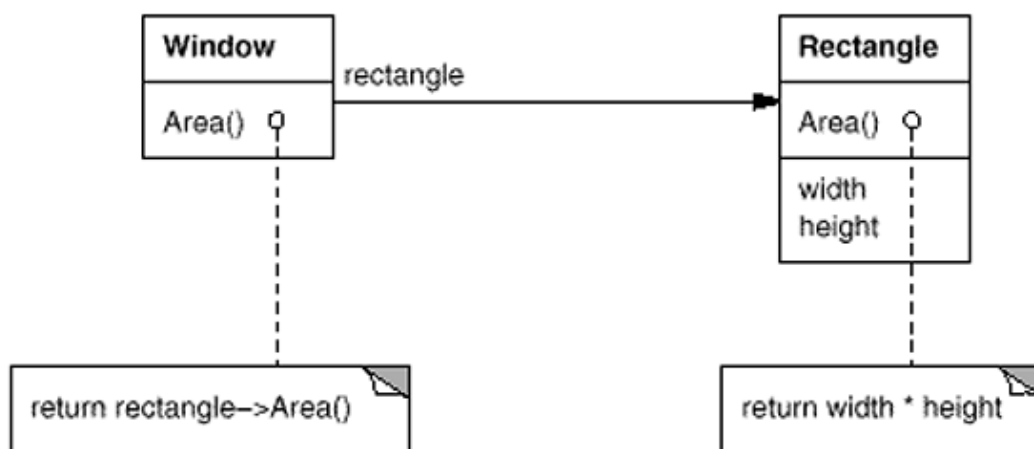 Window
Area()
rectangle
Rectangle
Area()
width
height
return rectangle->Area()
return width * height